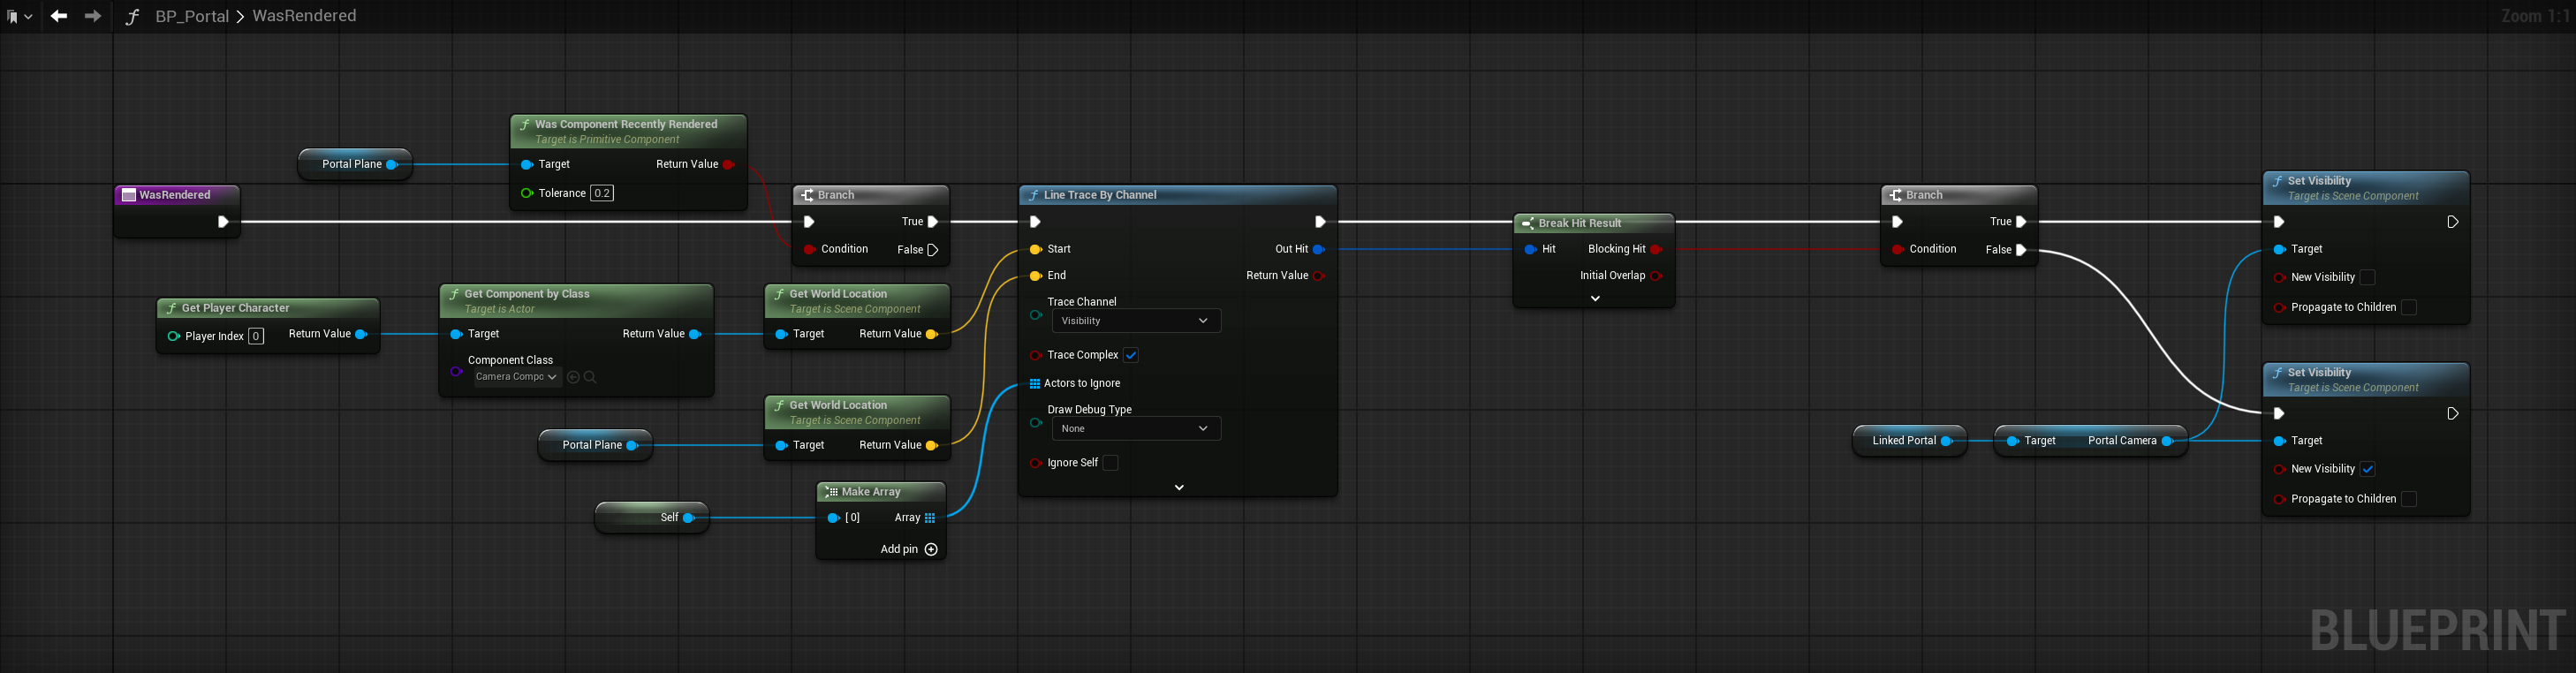 BP_Portal > WasRendered
Zoom 1:1
WasRendered
Portal Plane
Was Component Recently Rendered
Target is Primitive Component
Target
Return Value
Tolerance 0.2
Branch
True
Condition
False
Get Player Character
Player Index 0
Return Value
Get Component by Class
Target is Actor
Target
Return Value
Component Class
Camera Compc
Get World Location
Target is Scene Component
Target
Return Value
Portal Plane
Get World Location
Target is Scene Component
Target
Return Value
Self
Make Array
[0]
Array
Add pin
Line Trace By Channel
Start
Out Hit
End
Return Value
Trace Channel
Visibility
Trace Complex
Actors to Ignore
Draw Debug Type
None
Ignore Self
Break Hit Result
Hit
Blocking Hit
Initial Overlap
Branch
True
Condition
False
Linked Portal
Target
Portal Camera
Set Visibility
Target is Scene Component
Target
New Visibility
Propagate to Children
Set Visibility
Target is Scene Component
Target
New Visibility
Propagate to Children
BLUEPRINT